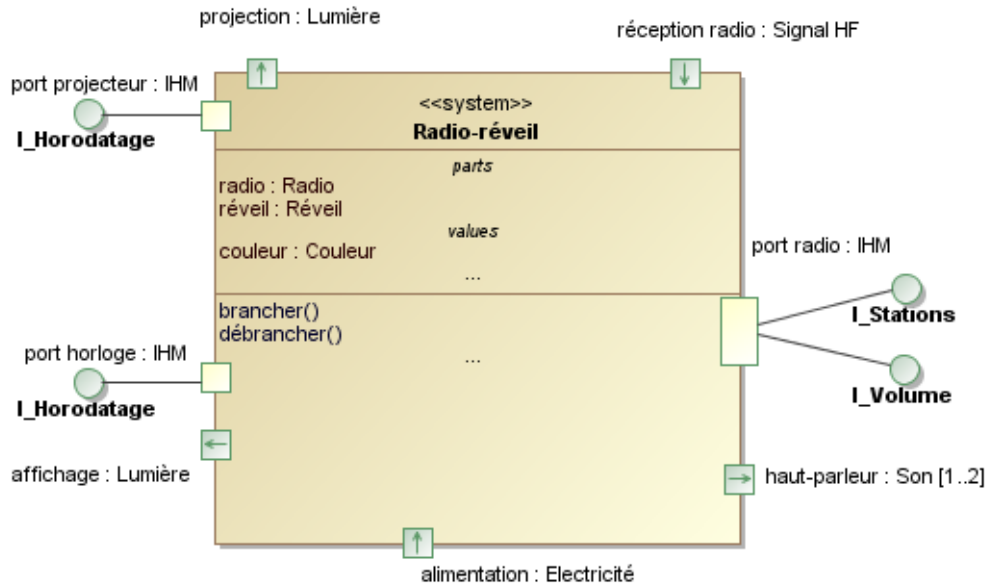 projection : Lumière
réception radio : Signal HF
port projecteur : IHM
I_Horodatage
<<system>>
Radio-réveil
parts
radio : Radio
réveil : Réveil
values
couleur : Couleur
...
port radio : IHM
I_Stations
I_Volume
brancher()
débrancher()
...
port horloge : IHM
I_Horodatage
affichage : Lumière
haut-parleur : Son [1..2]
alimentation : Electricité